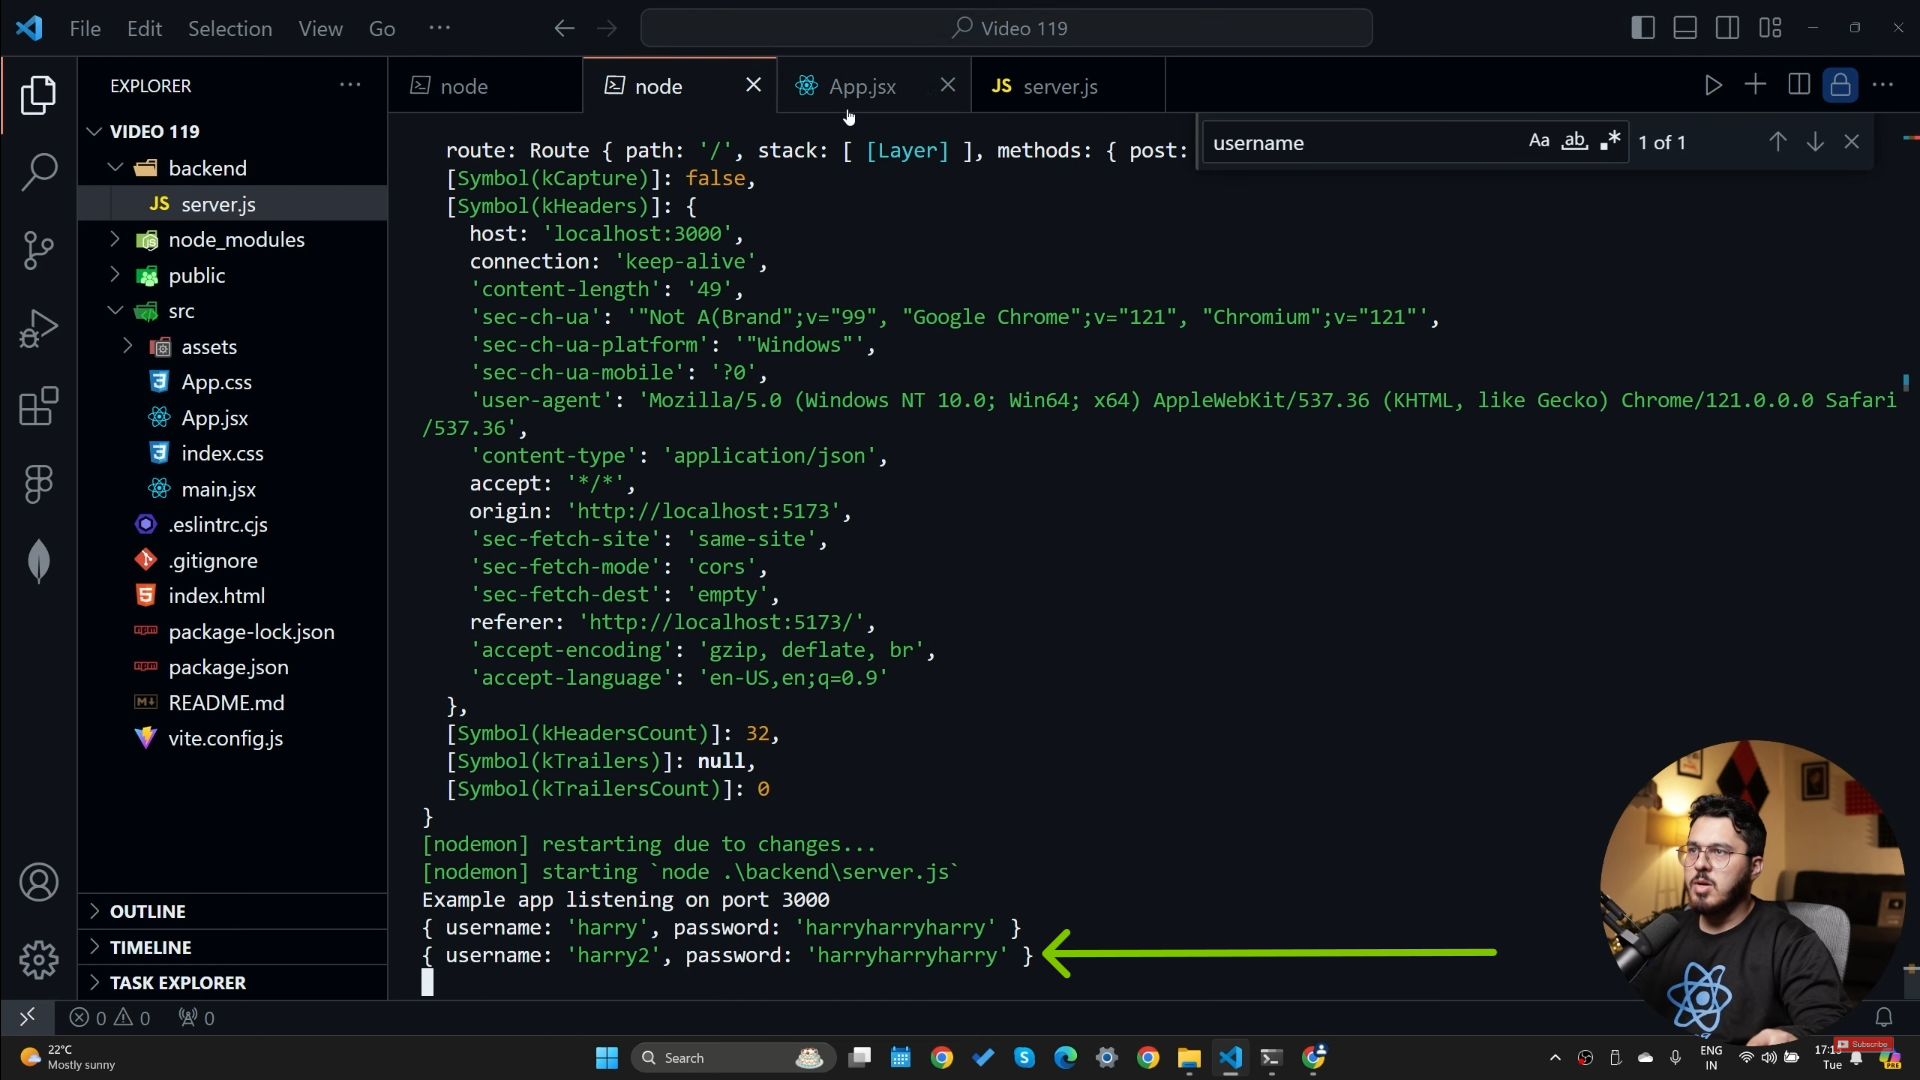 File Edit Selection View Go ··· Video 119
EXPLORER ···
VIDEO 119
backend
JS server.js
node_modules
public
src
assets
App.css
App.jsx
index.css
main.jsx
.eslintrc.cjs
.gitignore
index.html
package-lock.json
package.json
README.md
vite.config.js
OUTLINE
TIMELINE
TASK EXPLORER
node
node
App.jsx
JS server.js
username Aa ab .* 1 of 1
route: Route { path: '/', stack: [ [Layer] ], methods: { post:
[Symbol(kCapture)]: false,
[Symbol(kHeaders)]: {
host: 'localhost:3000',
connection: 'keep-alive',
'content-length': '49',
'sec-ch-ua': '"Not A(Brand";v="99", "Google Chrome";v="121", "Chromium";v="121"',
'sec-ch-ua-platform': '"Windows"',
'sec-ch-ua-mobile': '?0',
'user-agent': 'Mozilla/5.0 (Windows NT 10.0; Win64; x64) AppleWebKit/537.36 (KHTML, like Gecko) Chrome/121.0.0.0 Safari
/537.36',
'content-type': 'application/json',
accept: '*/*',
origin: 'http://localhost:5173',
'sec-fetch-site': 'same-site',
'sec-fetch-mode': 'cors',
'sec-fetch-dest': 'empty',
referer: 'http://localhost:5173/',
'accept-encoding': 'gzip, deflate, br',
'accept-language': 'en-US,en;q=0.9'
},
[Symbol(kHeadersCount)]: 32,
[Symbol(kTrailers)]: null,
[Symbol(kTrailersCount)]: 0
}
[nodemon] restarting due to changes...
[nodemon] starting `node .\backend\server.js`
Example app listening on port 3000
{ username: 'harry', password: 'harryharryharry' }
{ username: 'harry2', password: 'harryharryharry' }
0 0 0
22°C
Mostly sunny
Search
ENG
IN
Tue
Subscribe
PRE